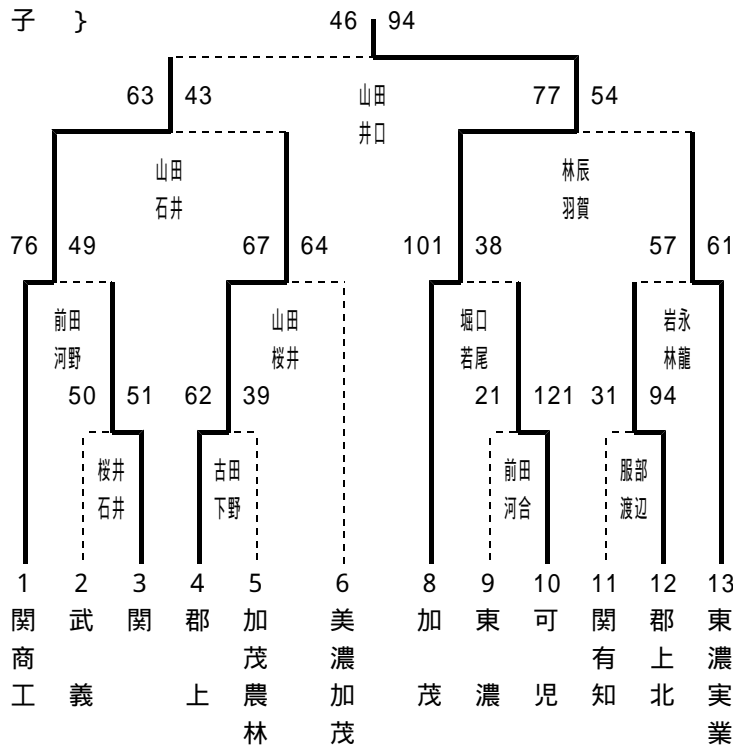 子 }
46 94
63 43
山田
井口
77 54
山田
石井
林辰
羽賀
76 49
67 64
101 38
57 61
前田
河野
山田
桜井
堀口
若尾
岩永
林龍
50 51
62 39
21 121
31 94
桜井
石井
古田
下野
前田
河合
服部
渡辺
1 2 3 4 5 6 8 9 10 11 12 13
関商工
武義
関
郡上
加茂農林
美濃加茂
加茂
東濃
可児
関有知
郡上北
東濃実業